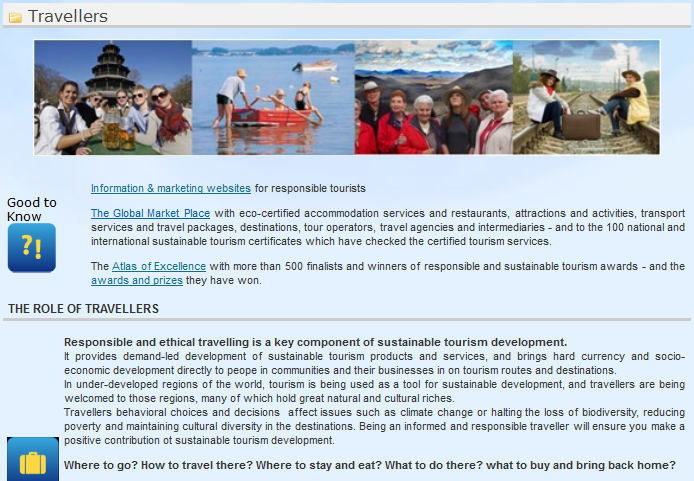 Travellers
Information & marketing websites for responsible tourists
Good to
Know
?!
The Global Market Place with eco-certified accommodation services and restaurants, attractions and activities, transport
services and travel packages, destinations, tour operators, travel agencies and intermediaries - and to the 100 national and
international sustainable tourism certificates which have checked the certified tourism services.
The Atlas of Excellence with more than 500 finalists and winners of responsible and sustainable tourism awards - and the
awards and prizes they have won.
THE ROLE OF TRAVELLERS
Responsible and ethical travelling is a key component of sustainable tourism development.
It provides demand-led development of sustainable tourism products and services, and brings hard currency and socio-
economic development directly to peope in communities and their businesses in on tourism routes and destinations.
In under-developed regions of the world, tourism is being used as a tool for sustainable development, and travellers are being
welcomed to those regions, many of which hold great natural and cultural riches.
Travellers behavioral choices and decisions affect issues such as climate change or halting the loss of biodiversity, reducing
poverty and maintaining cultural diversity in the destinations. Being an informed and responsible traveller will ensure you make a
positive contribution ot sustainable tourism development.
Where to go? How to travel there? Where to stay and eat? What to do there? what to buy and bring back home?